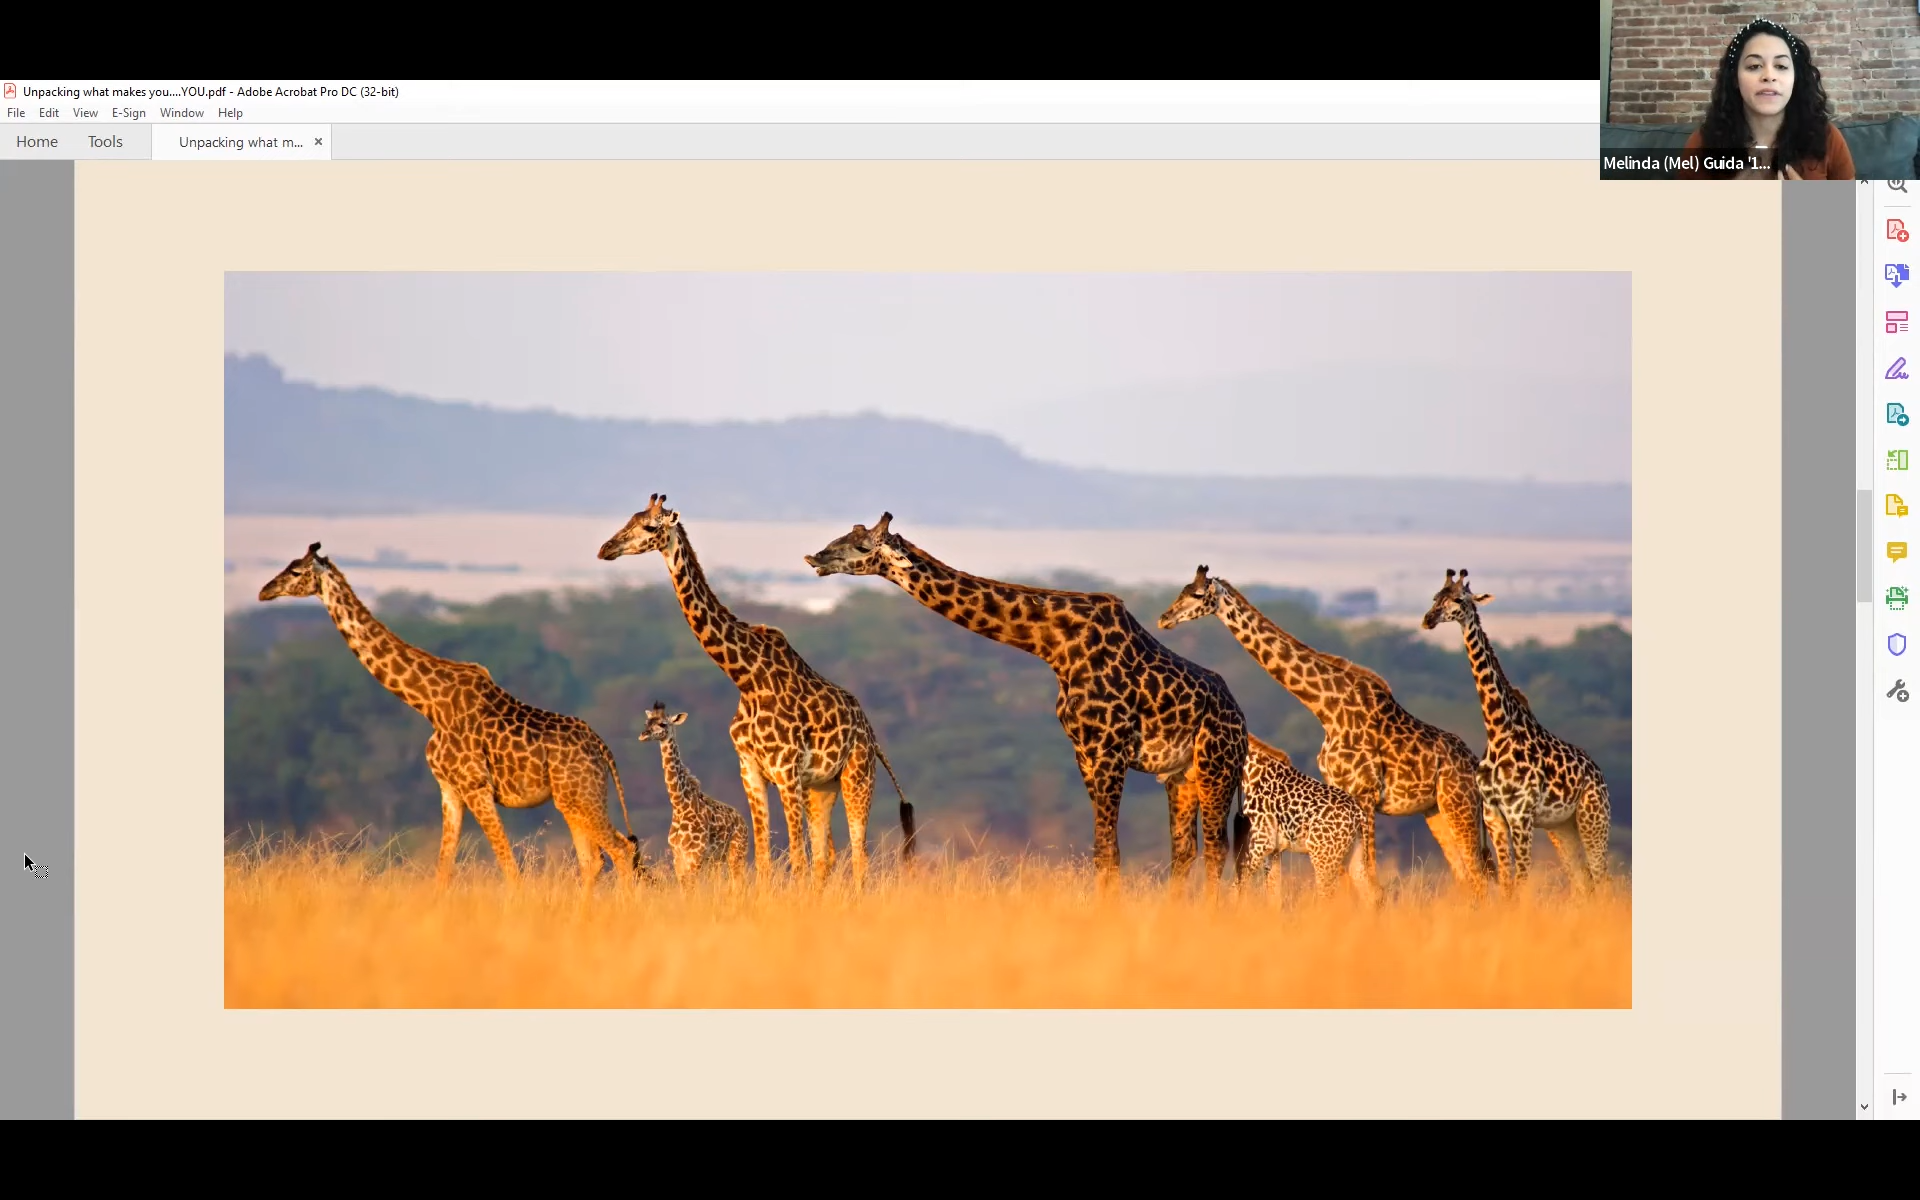 Unpacking what makes you....YOU.pdf - Adobe Acrobat Pro DC (32-bit)
File Edit View E-Sign Window Help
Home Tools Unpacking what m... ×
Melinda (Mel) Guida '1...